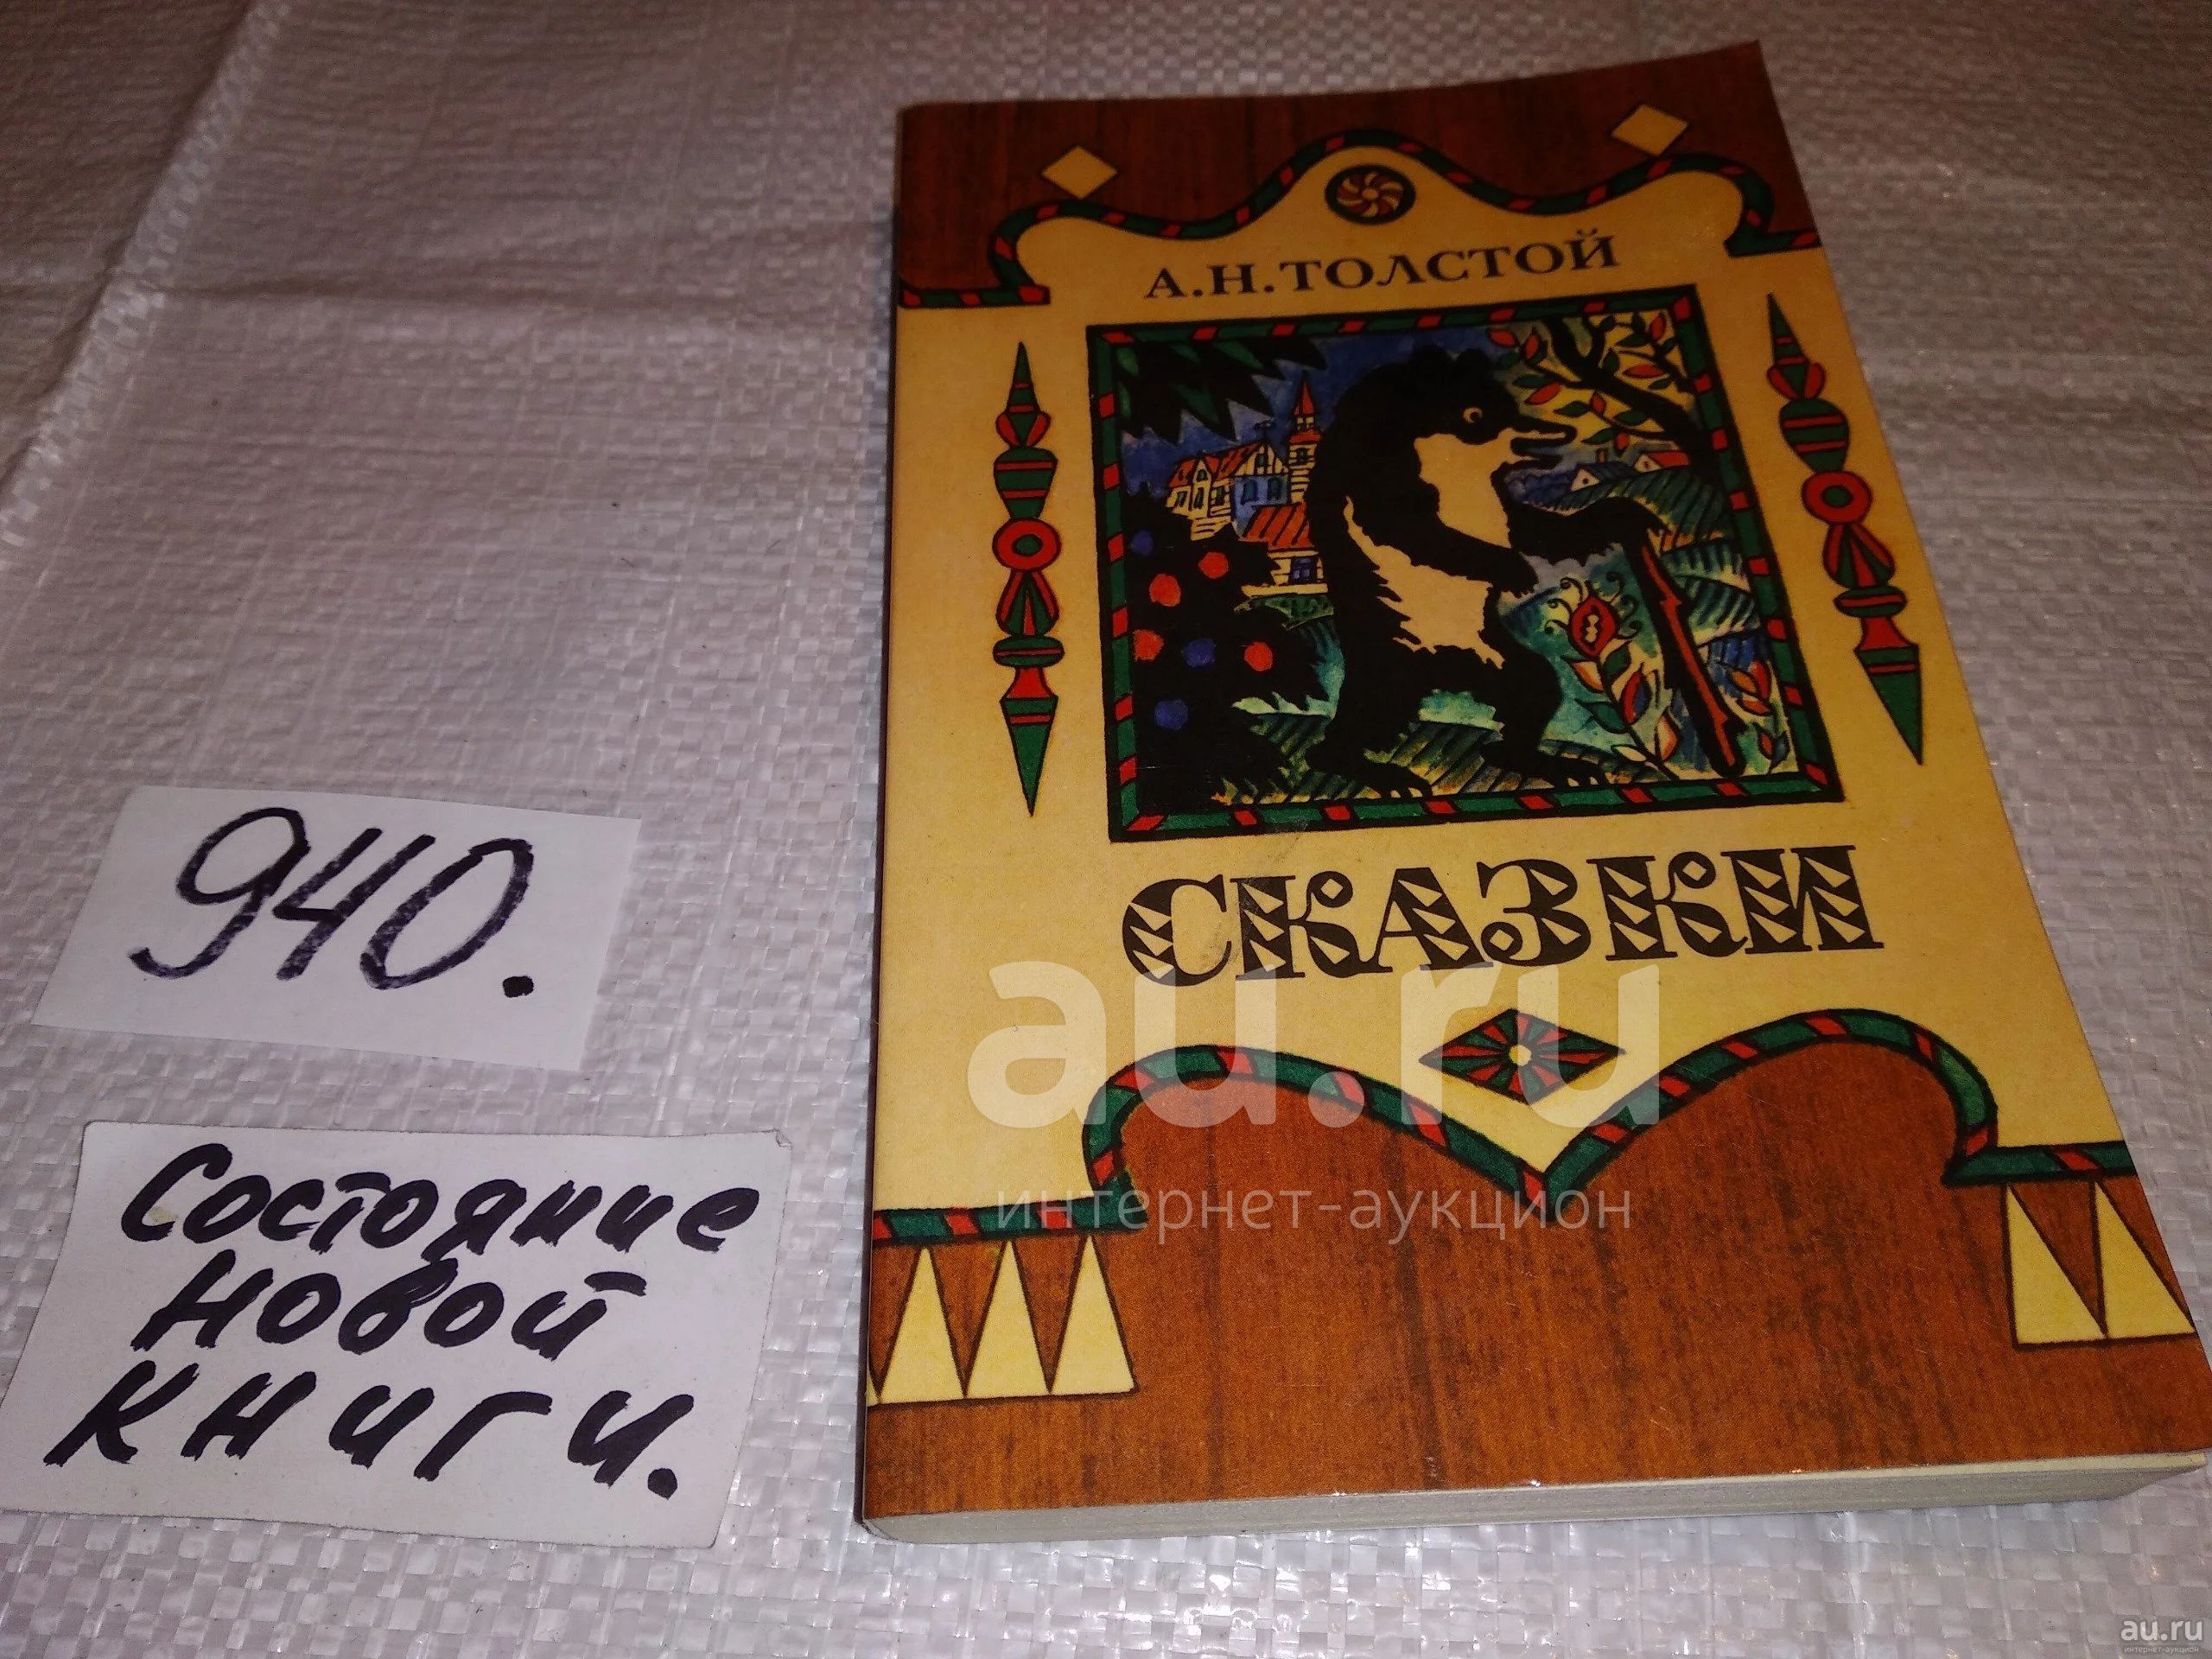 А.Н.ТОЛСТОЙ
СКАЗКИ
940.
Состояние
новой
книги.
au.ru
интернет-аукцион
au.ru
интернет-аукцион